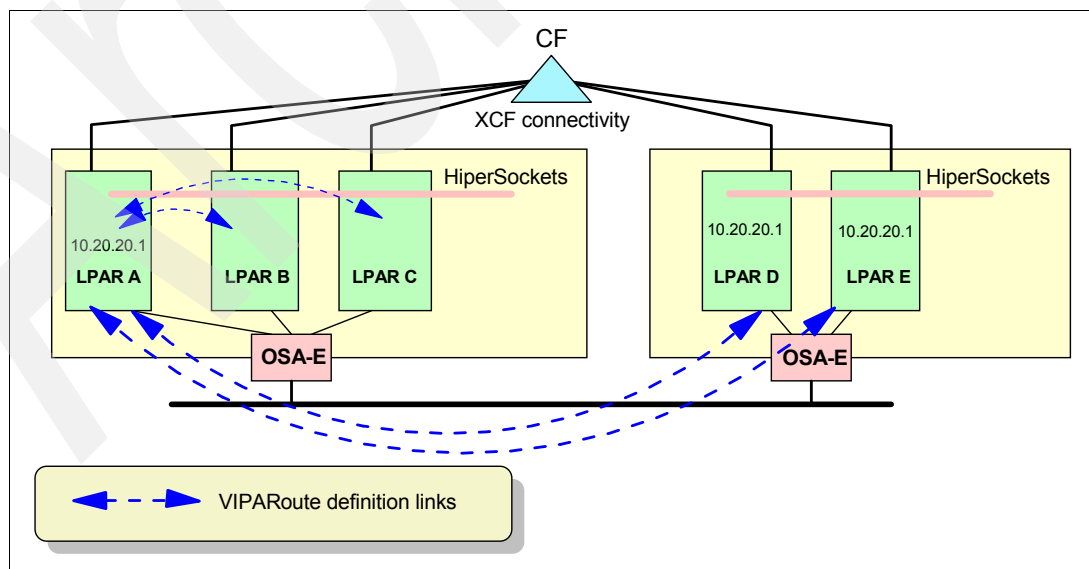 CF
XCF connectivity
HiperSockets
HiperSockets
10.20.20.1
LPAR A
LPAR B
LPAR C
10.20.20.1
LPAR D
10.20.20.1
LPAR E
OSA-E
OSA-E
VIPARoute definition links